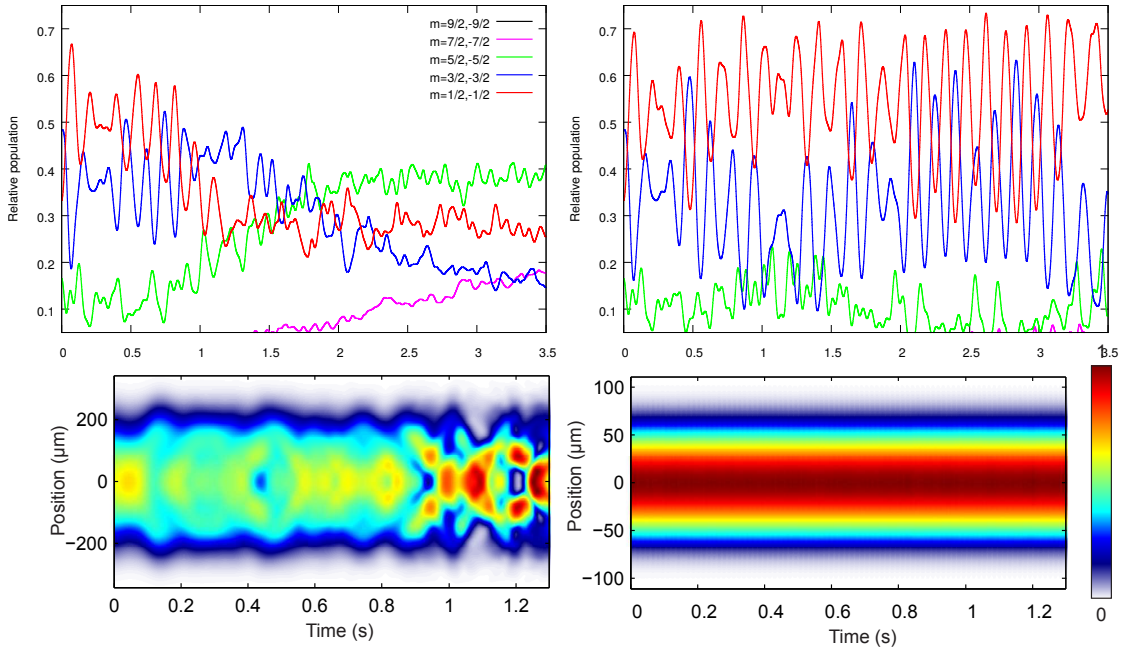 0.7
0.6
0.5
0.4
0.3
0.2
0.1
Relative population
m=9/2,-9/2
m=7/2,-7/2
m=5/2,-5/2
m=3/2,-3/2
m=1/2,-1/2
0 0.5 1 1.5 2 2.5 3 3.5
0.7
0.6
0.5
0.4
0.3
0.2
0.1
Relative population
0 0.5 1 1.5 2 2.5 3 3.5
200
0
−200
Position (µm)
0 0.2 0.4 0.6 0.8 1 1.2
Time (s)
100
50
0
−50
−100
Position (µm)
0 0.2 0.4 0.6 0.8 1 1.2
Time (s)
1
0